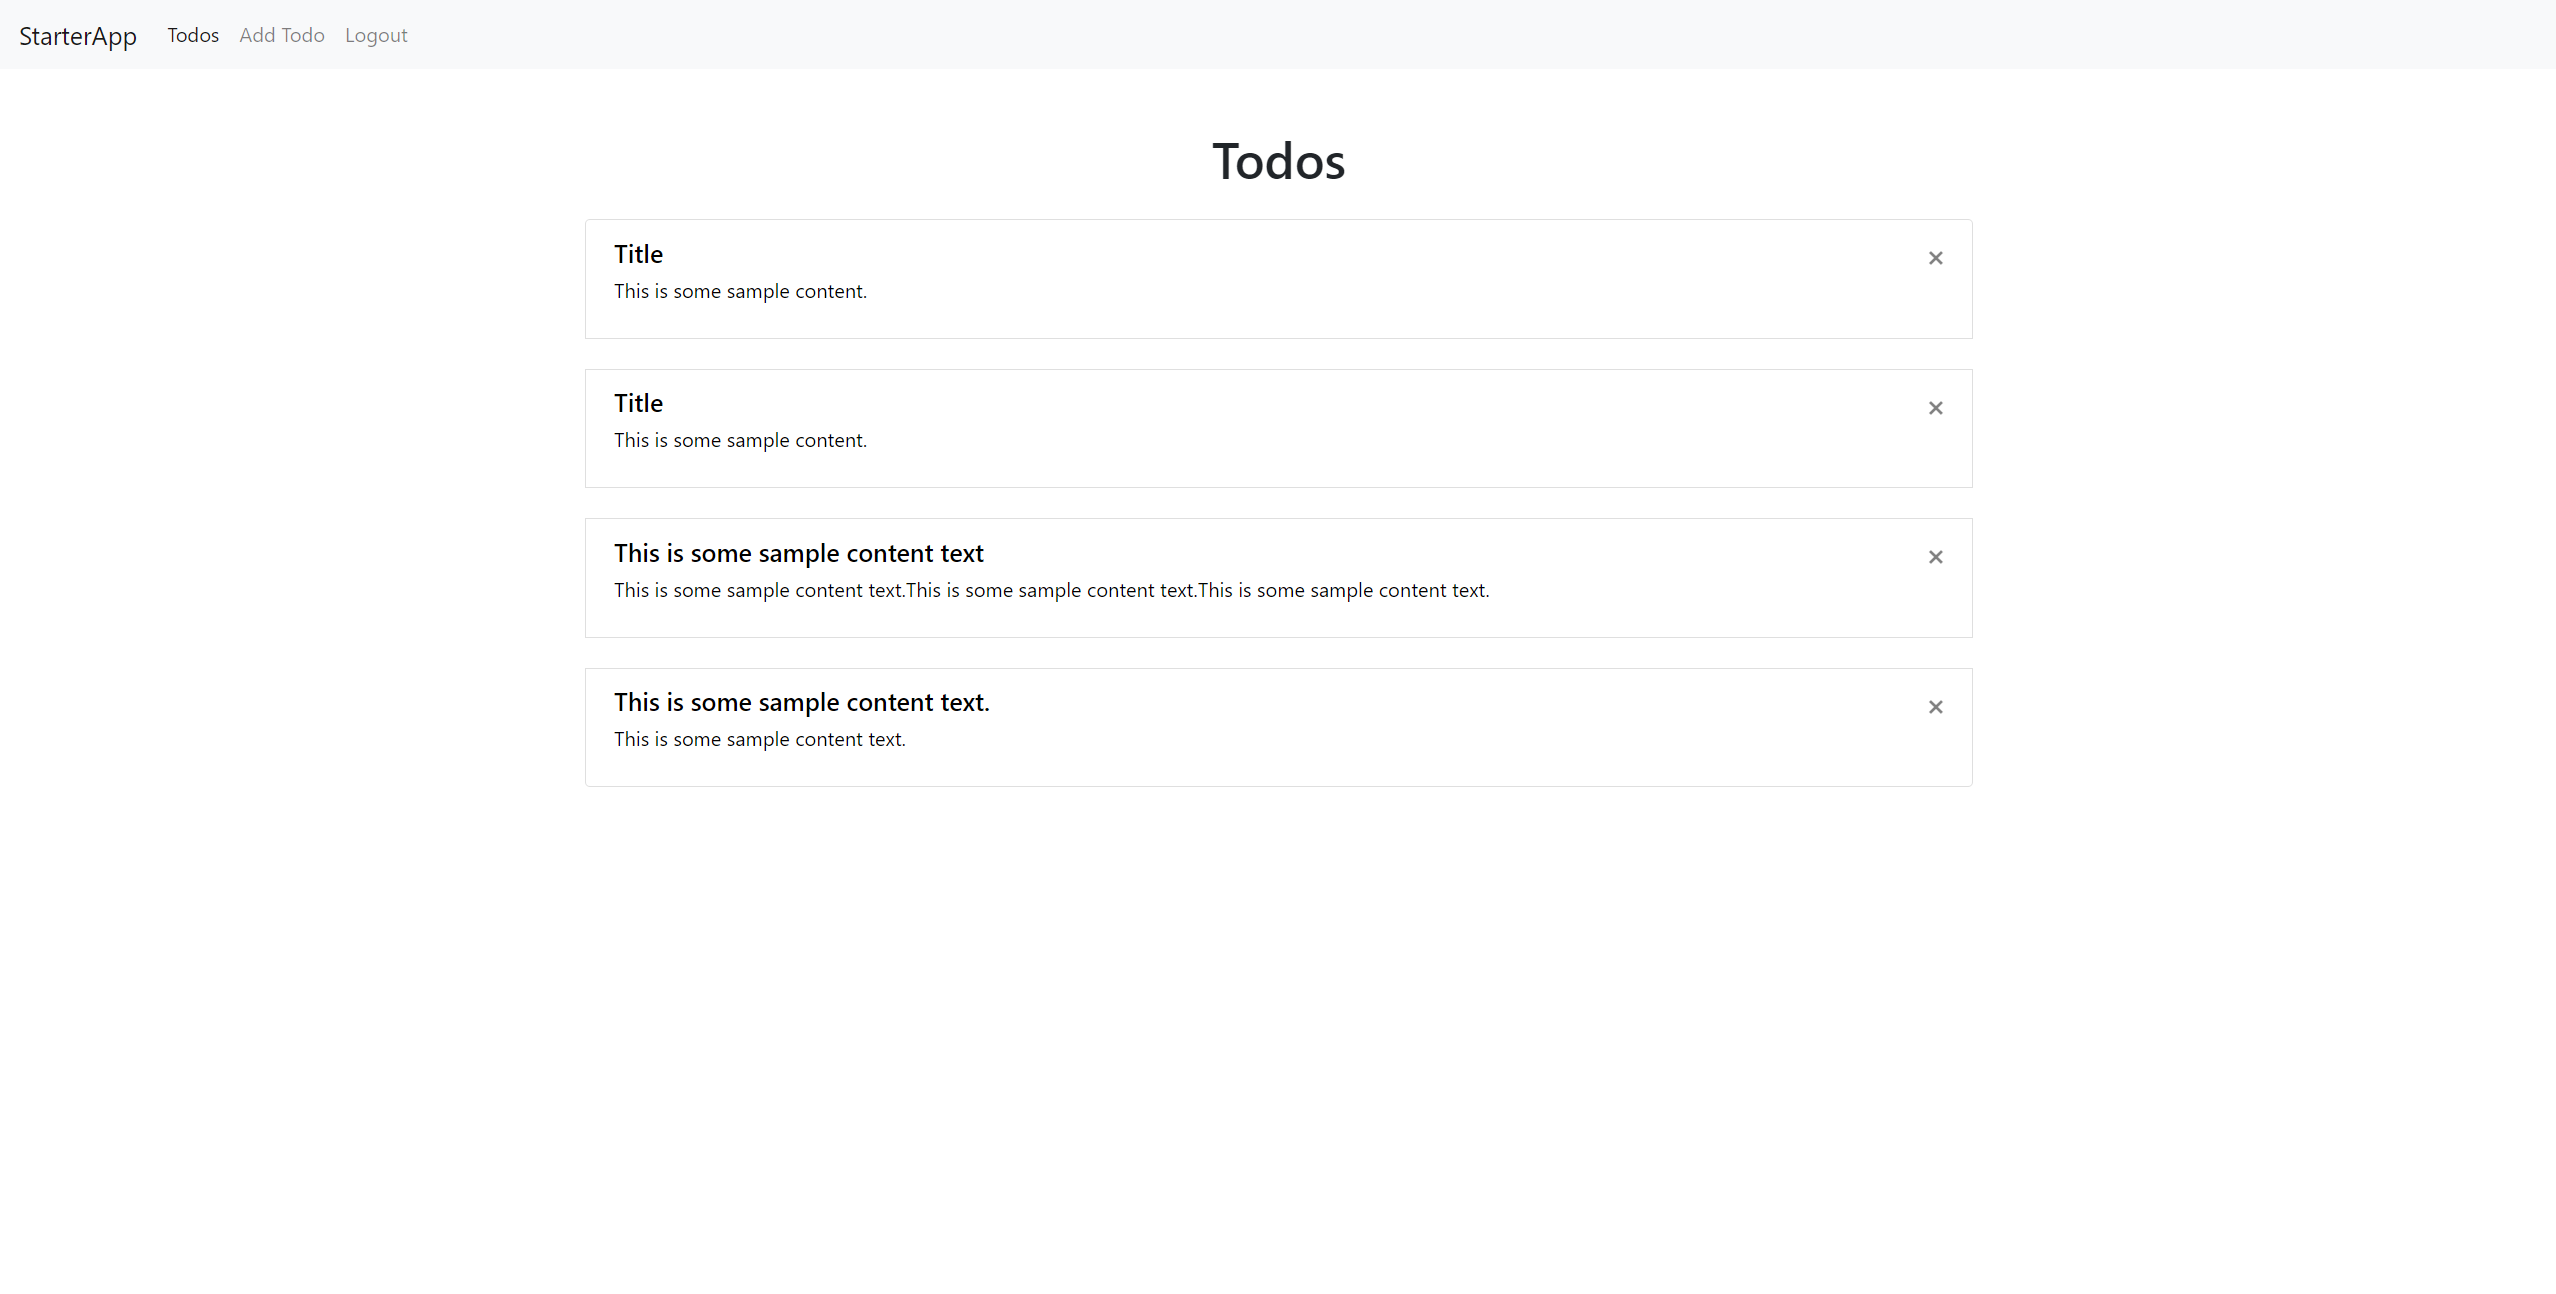 StarterApp Todos Add Todo Logout
Todos
Title
This is some sample content.
Title
This is some sample content.
This is some sample content text
This is some sample content text.This is some sample content text.This is some sample content text.
This is some sample content text.
This is some sample content text.